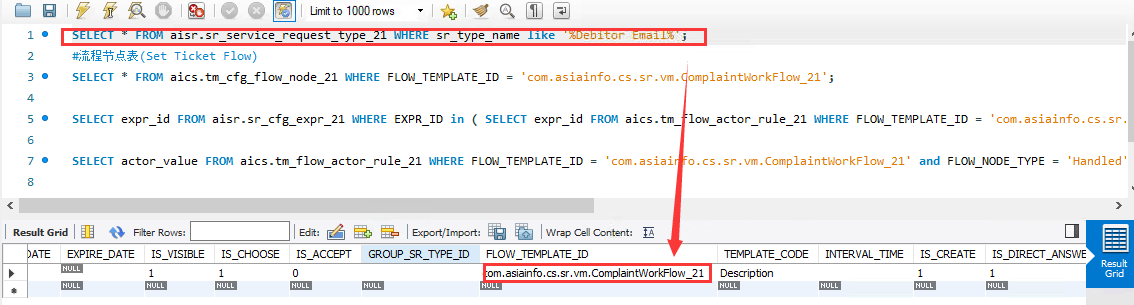 Limit to 1000 rows
1 SELECT * FROM aisr.sr_service_request_type_21 WHERE sr_type_name like '%Debitor Email%';
2 #流程节点表(Set Ticket Flow)
3 SELECT * FROM aics.tm_cfg_flow_node_21 WHERE FLOW_TEMPLATE_ID = 'com.asiainfo.cs.sr.vm.ComplaintWorkFlow_21';
4
5 SELECT expr_id FROM aisr.sr_cfg_expr_21 WHERE EXPR_ID in ( SELECT expr_id FROM aics.tm_flow_actor_rule_21 WHERE FLOW_TEMPLATE_ID = 'com.asiainfo.cs.sr.
6
7 SELECT actor_value FROM aics.tm_flow_actor_rule_21 WHERE FLOW_TEMPLATE_ID = 'com.asiainfo.cs.sr.vm.ComplaintWorkFlow_21' and FLOW_NODE_TYPE = 'Handled'
8
Result Grid Filter Rows: Edit: Export/Import: Wrap Cell Content:
DATE EXPIRE_DATE IS_VISIBLE IS_CHOOSE IS_ACCEPT GROUP_SR_TYPE_ID FLOW_TEMPLATE_ID TEMPLATE_CODE INTERVAL_TIME IS_CREATE IS_DIRECT_ANSWE
NULL 1 1 0 NULL com.asiainfo.cs.sr.vm.ComplaintWorkFlow_21 Description NULL 1 1
NULL NULL NULL NULL NULL NULL NULL NULL NULL NULL
Result
Grid